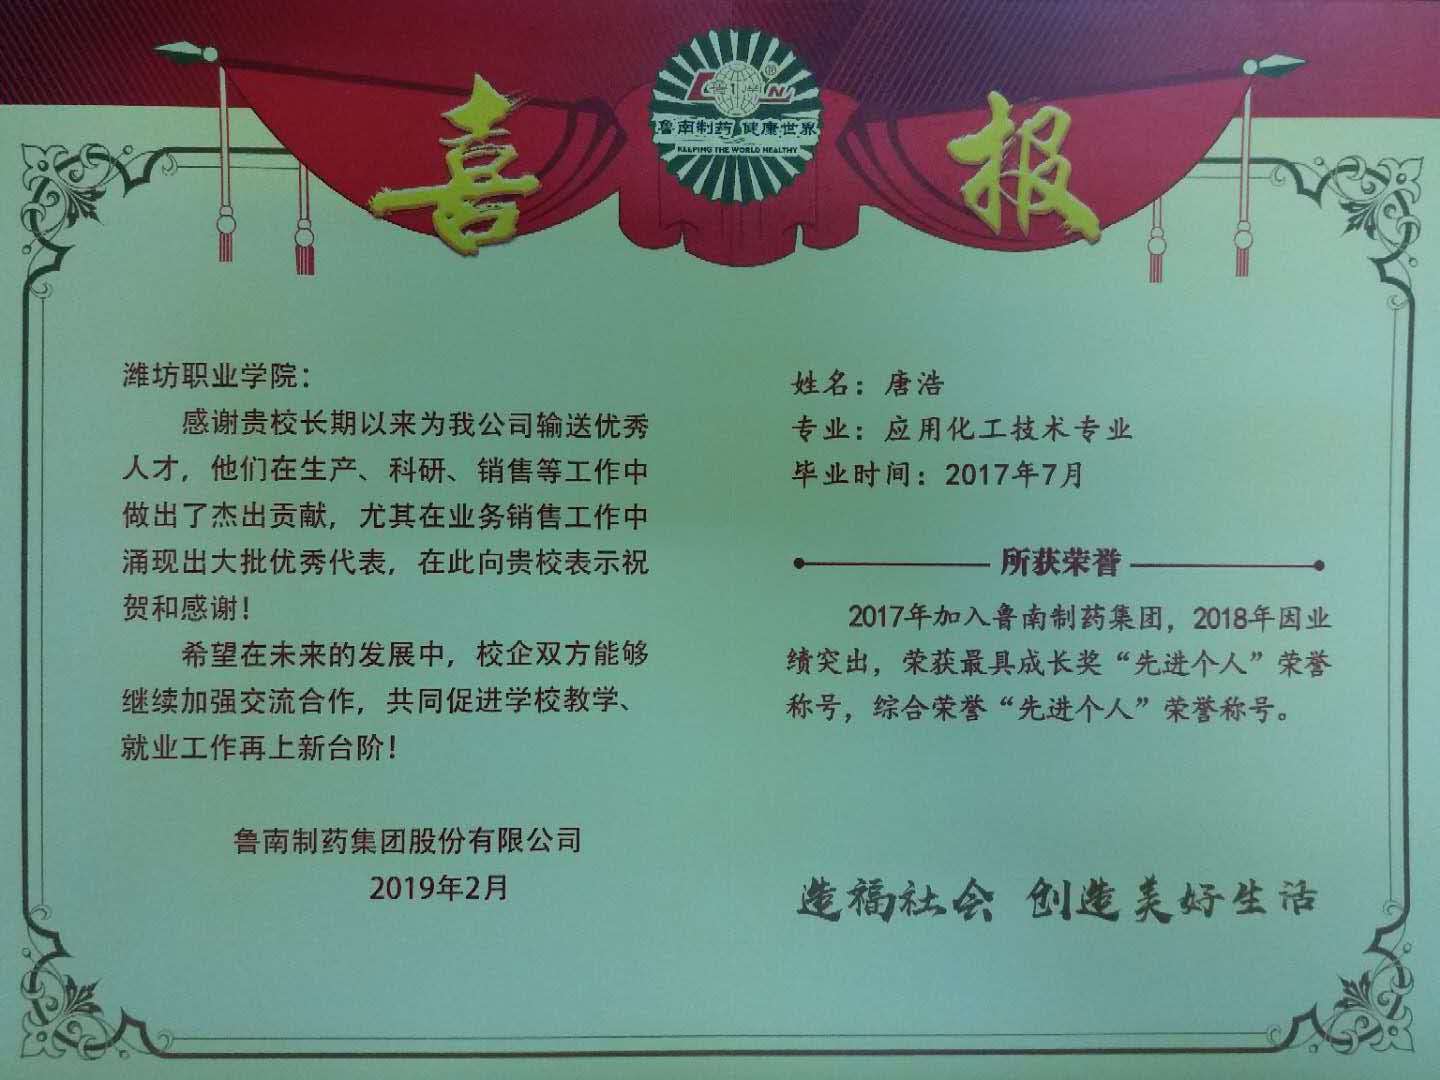 喜报
鲁南制药 健康世界
KEEPING THE WORLD HEALTHY
潍坊职业学院：
感谢贵校长期以来为我公司输送优秀
人才，他们在生产、科研、销售等工作中
做出了杰出贡献，尤其在业务销售工作中
涌现出大批优秀代表，在此向贵校表示祝
贺和感谢！
希望在未来的发展中，校企双方能够
继续加强交流合作，共同促进学校教学、
就业工作再上新台阶！
鲁南制药集团股份有限公司
2019年2月
姓名：唐浩
专业：应用化工技术专业
毕业时间：2017年7月
所获荣誉
2017年加入鲁南制药集团，2018年因业
绩突出，荣获最具成长奖“先进个人”荣誉
称号，综合荣誉“先进个人”荣誉称号。
造福社会 创造美好生活